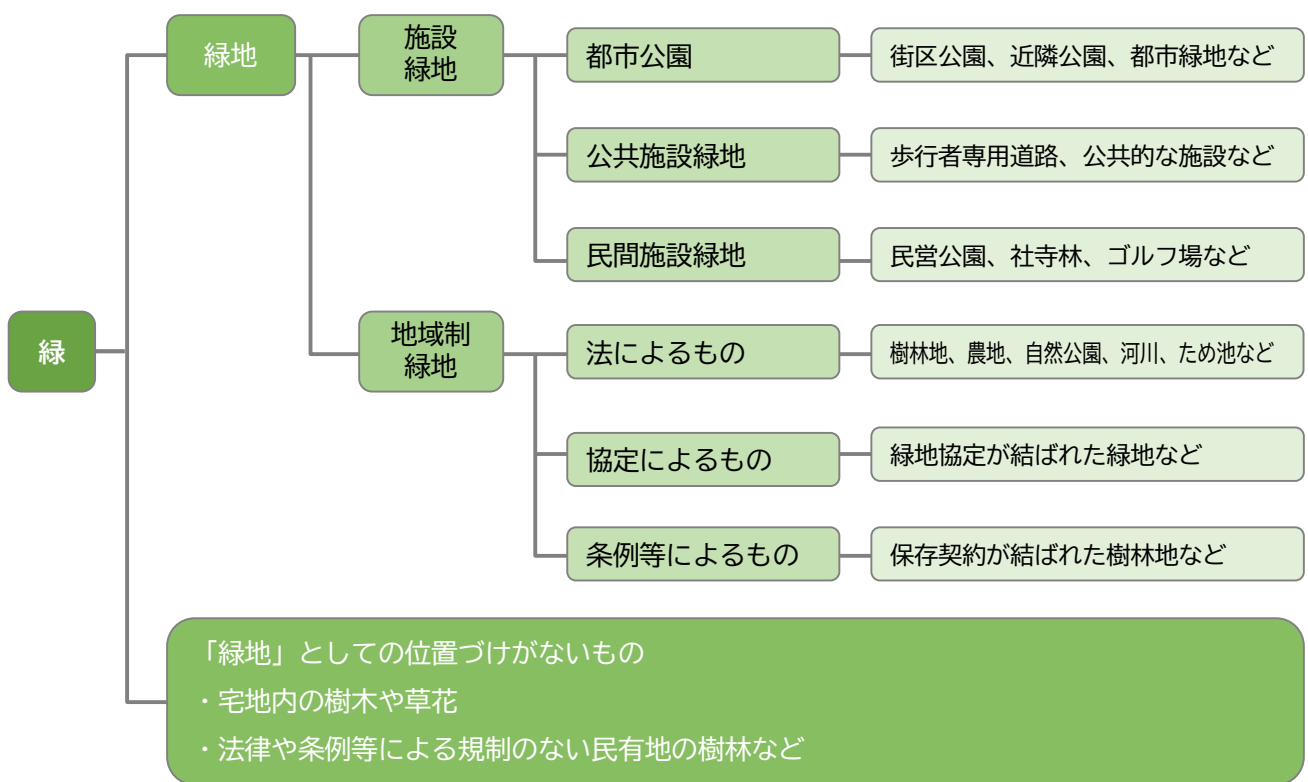 緑
緑地
施設
緑地
都市公園
街区公園、近隣公園、都市緑地など
公共施設緑地
歩行者専用道路、公共的な施設など
民間施設緑地
民営公園、社寺林、ゴルフ場など
地域制
緑地
法によるもの
樹林地、農地、自然公園、河川、ため池など
協定によるもの
緑地協定が結ばれた緑地など
条例等によるもの
保存契約が結ばれた樹林地など
「緑地」としての位置づけがないもの
・宅地内の樹木や草花
・法律や条例等による規制のない民有地の樹林など